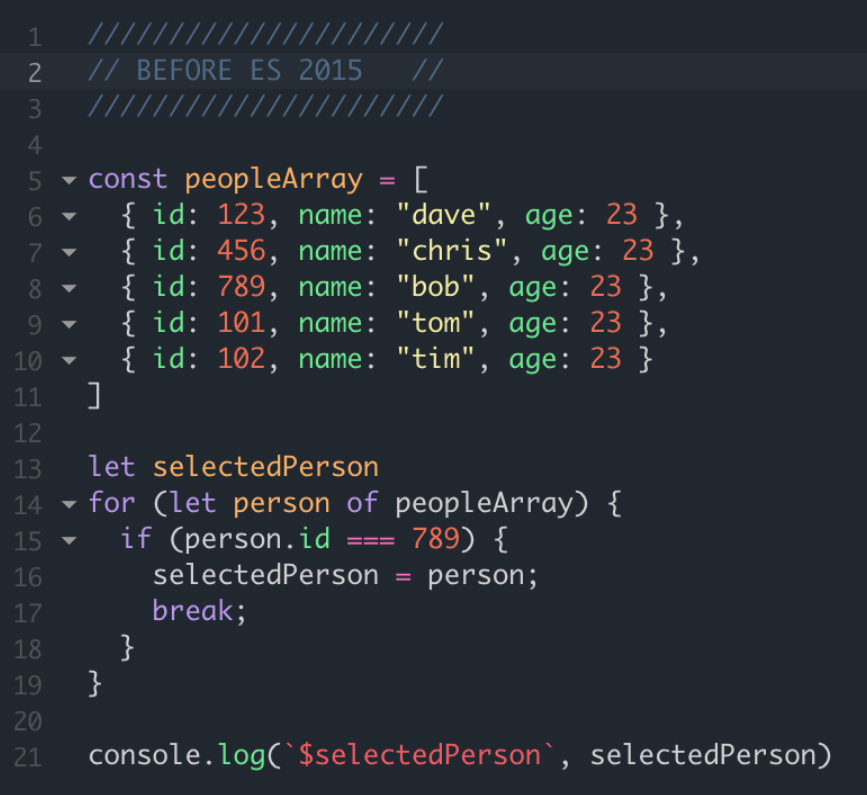 1 //////////////////////
2 // BEFORE ES 2015   //
3 //////////////////////
4
5 const peopleArray = [
6   { id: 123, name: "dave", age: 23 },
7   { id: 456, name: "chris", age: 23 },
8   { id: 789, name: "bob", age: 23 },
9   { id: 101, name: "tom", age: 23 },
10   { id: 102, name: "tim", age: 23 }
11 ]
12
13 let selectedPerson
14 for (let person of peopleArray) {
15   if (person.id === 789) {
16     selectedPerson = person;
17     break;
18   }
19 }
20
21 console.log(`$selectedPerson`, selectedPerson)